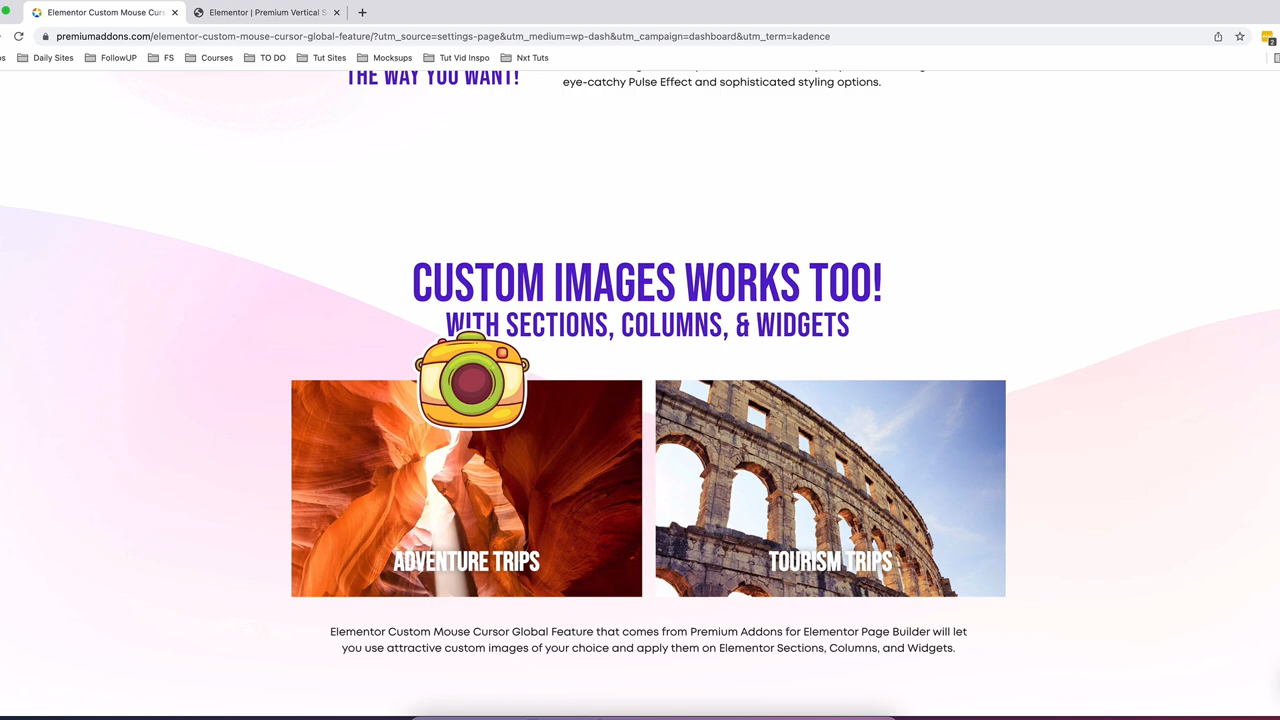 Elementor Custom Mouse Curs
Elementor | Premium Vertical S
premiumaddons.com/elementor-custom-mouse-cursor-global-feature/?utm_source=settings-page&utm_medium=wp-dash&utm_campaign=dashboard&utm_term=kadence
2
Daily Sites
FollowUP
FS
Courses
TO DO
Tut Sites
Mocksups
Tut Vid Inspo
Nxt Tuts
THE WAY YOU WANT!
eye-catchy Pulse Effect and sophisticated styling options.
CUSTOM IMAGES WORKS TOO!
WITH SECTIONS, COLUMNS, & WIDGETS
ADVENTURE TRIPS
TOURISM TRIPS
Elementor Custom Mouse Cursor Global Feature that comes from Premium Addons for Elementor Page Builder will let
you use attractive custom images of your choice and apply them on Elementor Sections, Columns, and Widgets.